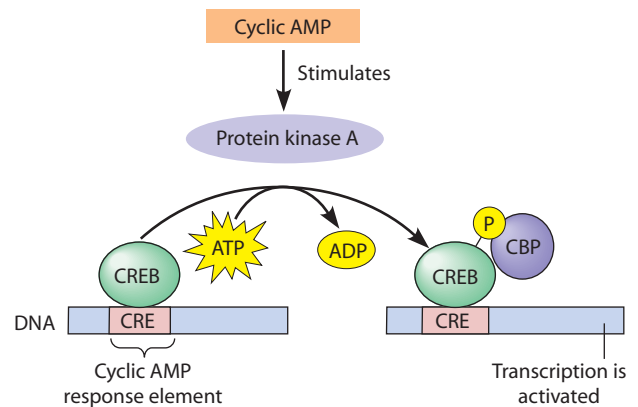 Cyclic AMP
Stimulates
Protein kinase A
ATP
ADP
P
CBP
CREB
CREB
DNA
CRE
CRE
Cyclic AMP
response element
Transcription is
activated